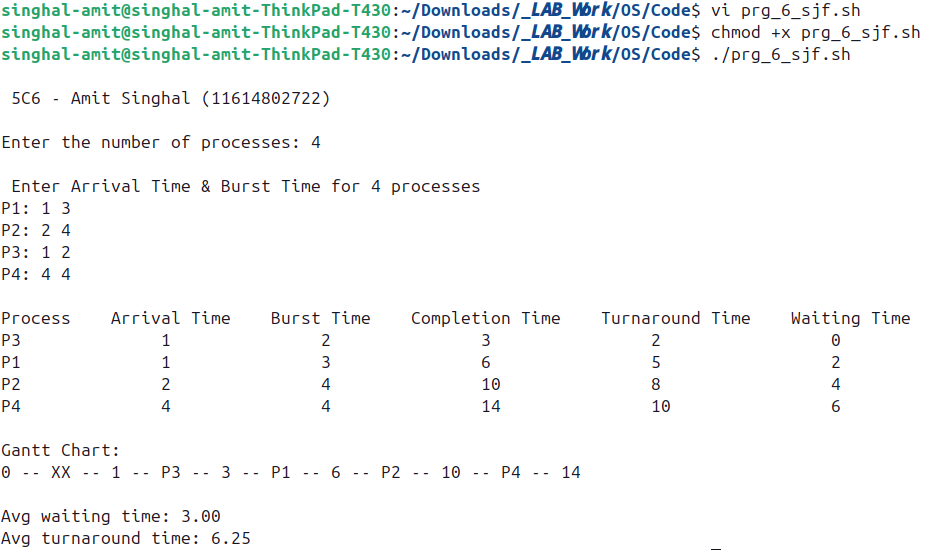 singhal-amit@singhal-amit-ThinkPad-T430:~/Downloads/_LAB_Work/OS/Code$ vi prg_6_sjf.sh
singhal-amit@singhal-amit-ThinkPad-T430:~/Downloads/_LAB_Work/OS/Code$ chmod +x prg_6_sjf.sh
singhal-amit@singhal-amit-ThinkPad-T430:~/Downloads/_LAB_Work/OS/Code$ ./prg_6_sjf.sh
5C6 - Amit Singhal (11614802722)
Enter the number of processes: 4
Enter Arrival Time & Burst Time for 4 processes
P1: 1 3
P2: 2 4
P3: 1 2
P4: 4 4
Process    Arrival Time    Burst Time    Completion Time    Turnaround Time    Waiting Time
P3    1    2    3    2    0
P1    1    3    6    5    2
P2    2    4    10    8    4
P4    4    4    14    10    6
Gantt Chart:
0 -- XX -- 1 -- P3 -- 3 -- P1 -- 6 -- P2 -- 10 -- P4 -- 14
Avg waiting time: 3.00
Avg turnaround time: 6.25